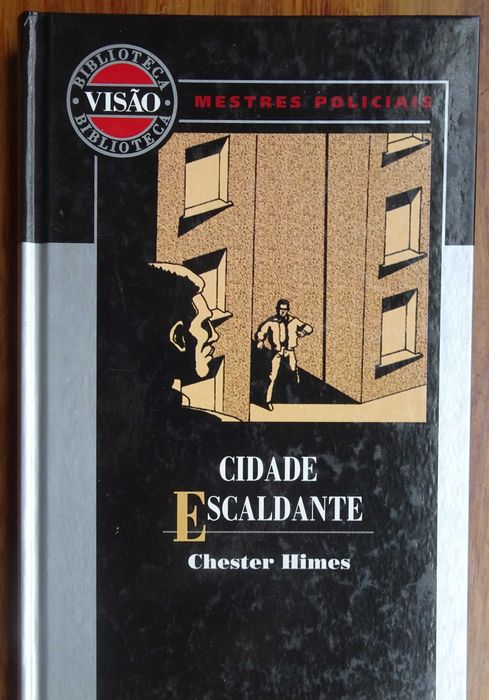 BIBLIOTECA
VISÃO
BIBLIOTECA
MESTRES POLICIAIS
CIDADE
ESCALDANTE
Chester Himes